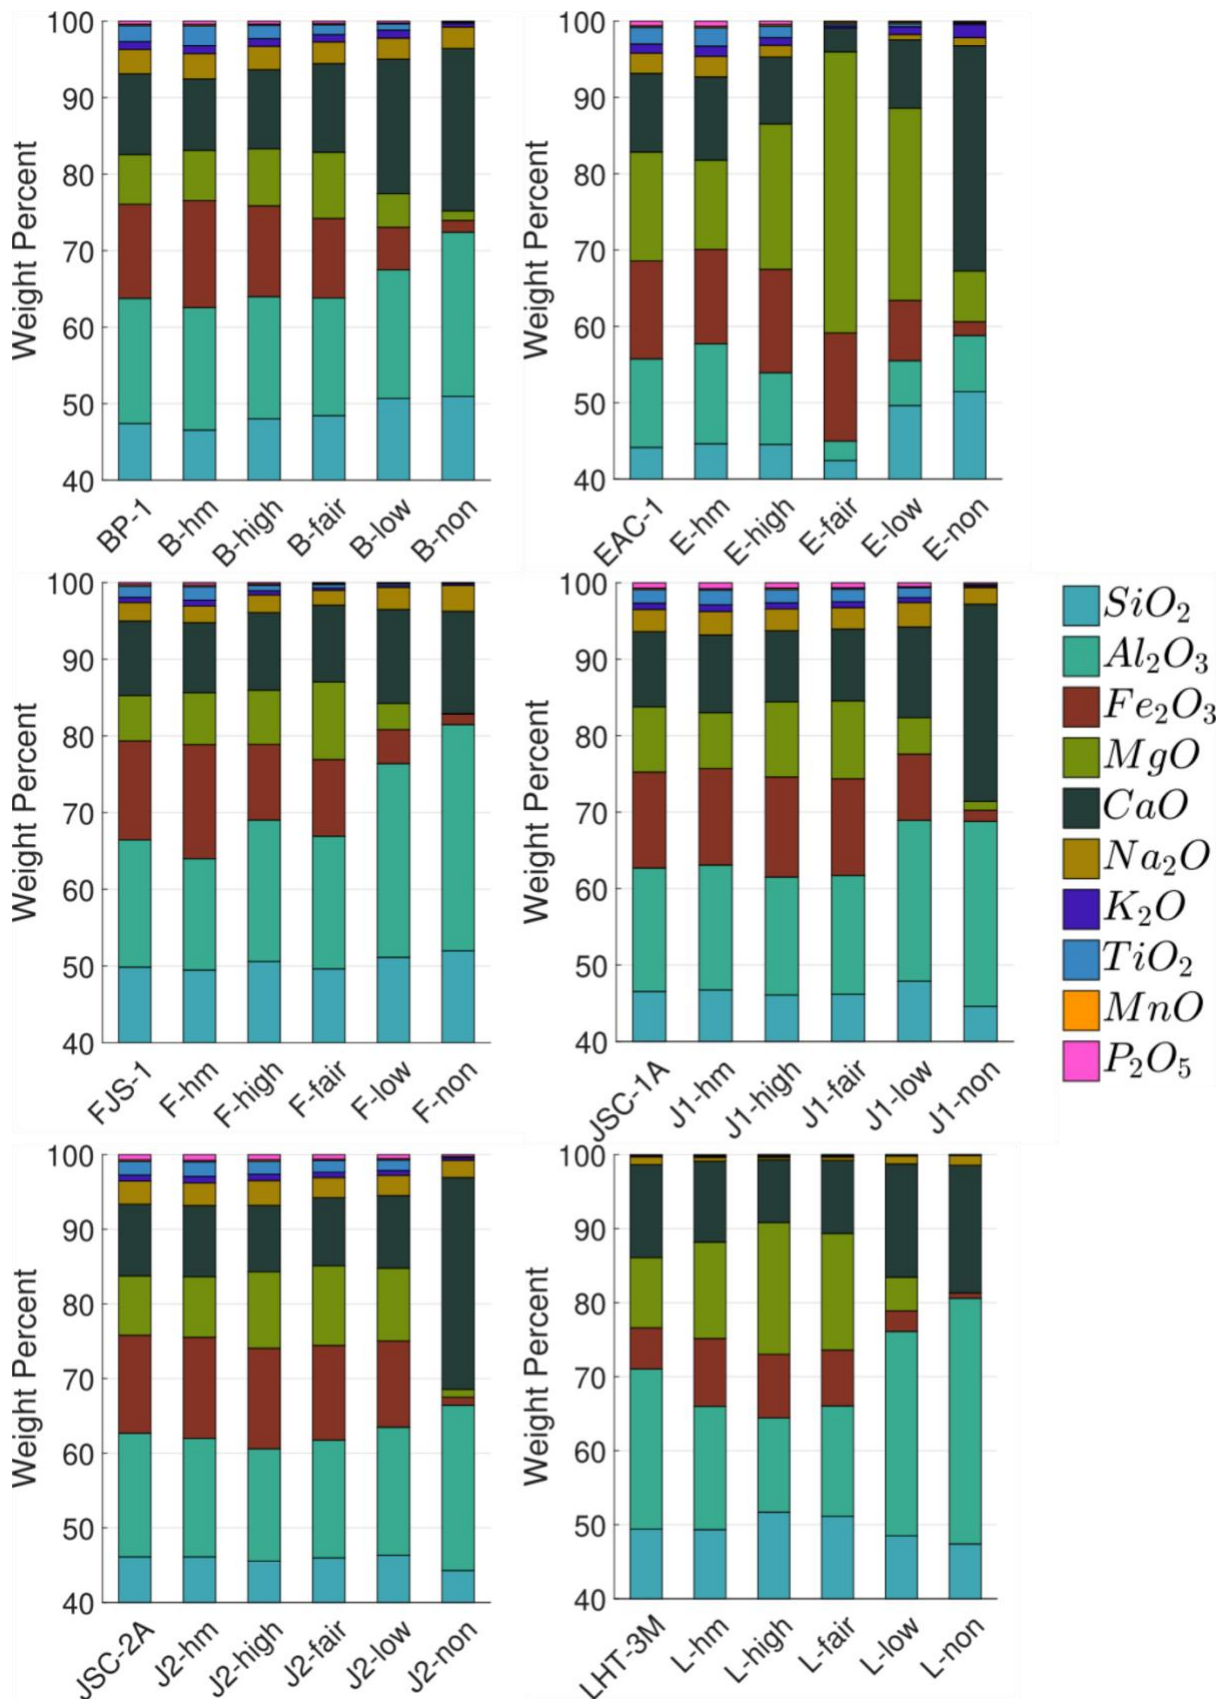 Weight Percent
100
90
80
70
60
50
40
BP-1 B-hm B-high B-fair B-low B-non
Weight Percent
100
90
80
70
60
50
40
EAC-1 E-hm E-high E-fair E-low E-non
Weight Percent
100
90
80
70
60
50
40
FJS-1 F-hm F-high F-fair F-low F-non
Weight Percent
100
90
80
70
60
50
40
JSC-1A J1-hm J1-high J1-fair J1-low J1-non
SiO₂
Al₂O₃
Fe₂O₃
MgO
CaO
Na₂O
K₂O
TiO₂
MnO
P₂O₅
Weight Percent
100
90
80
70
60
50
40
JSC-2A J2-hm J2-high J2-fair J2-low J2-non
Weight Percent
100
90
80
70
60
50
40
LHT-3M L-hm L-high L-fair L-low L-non